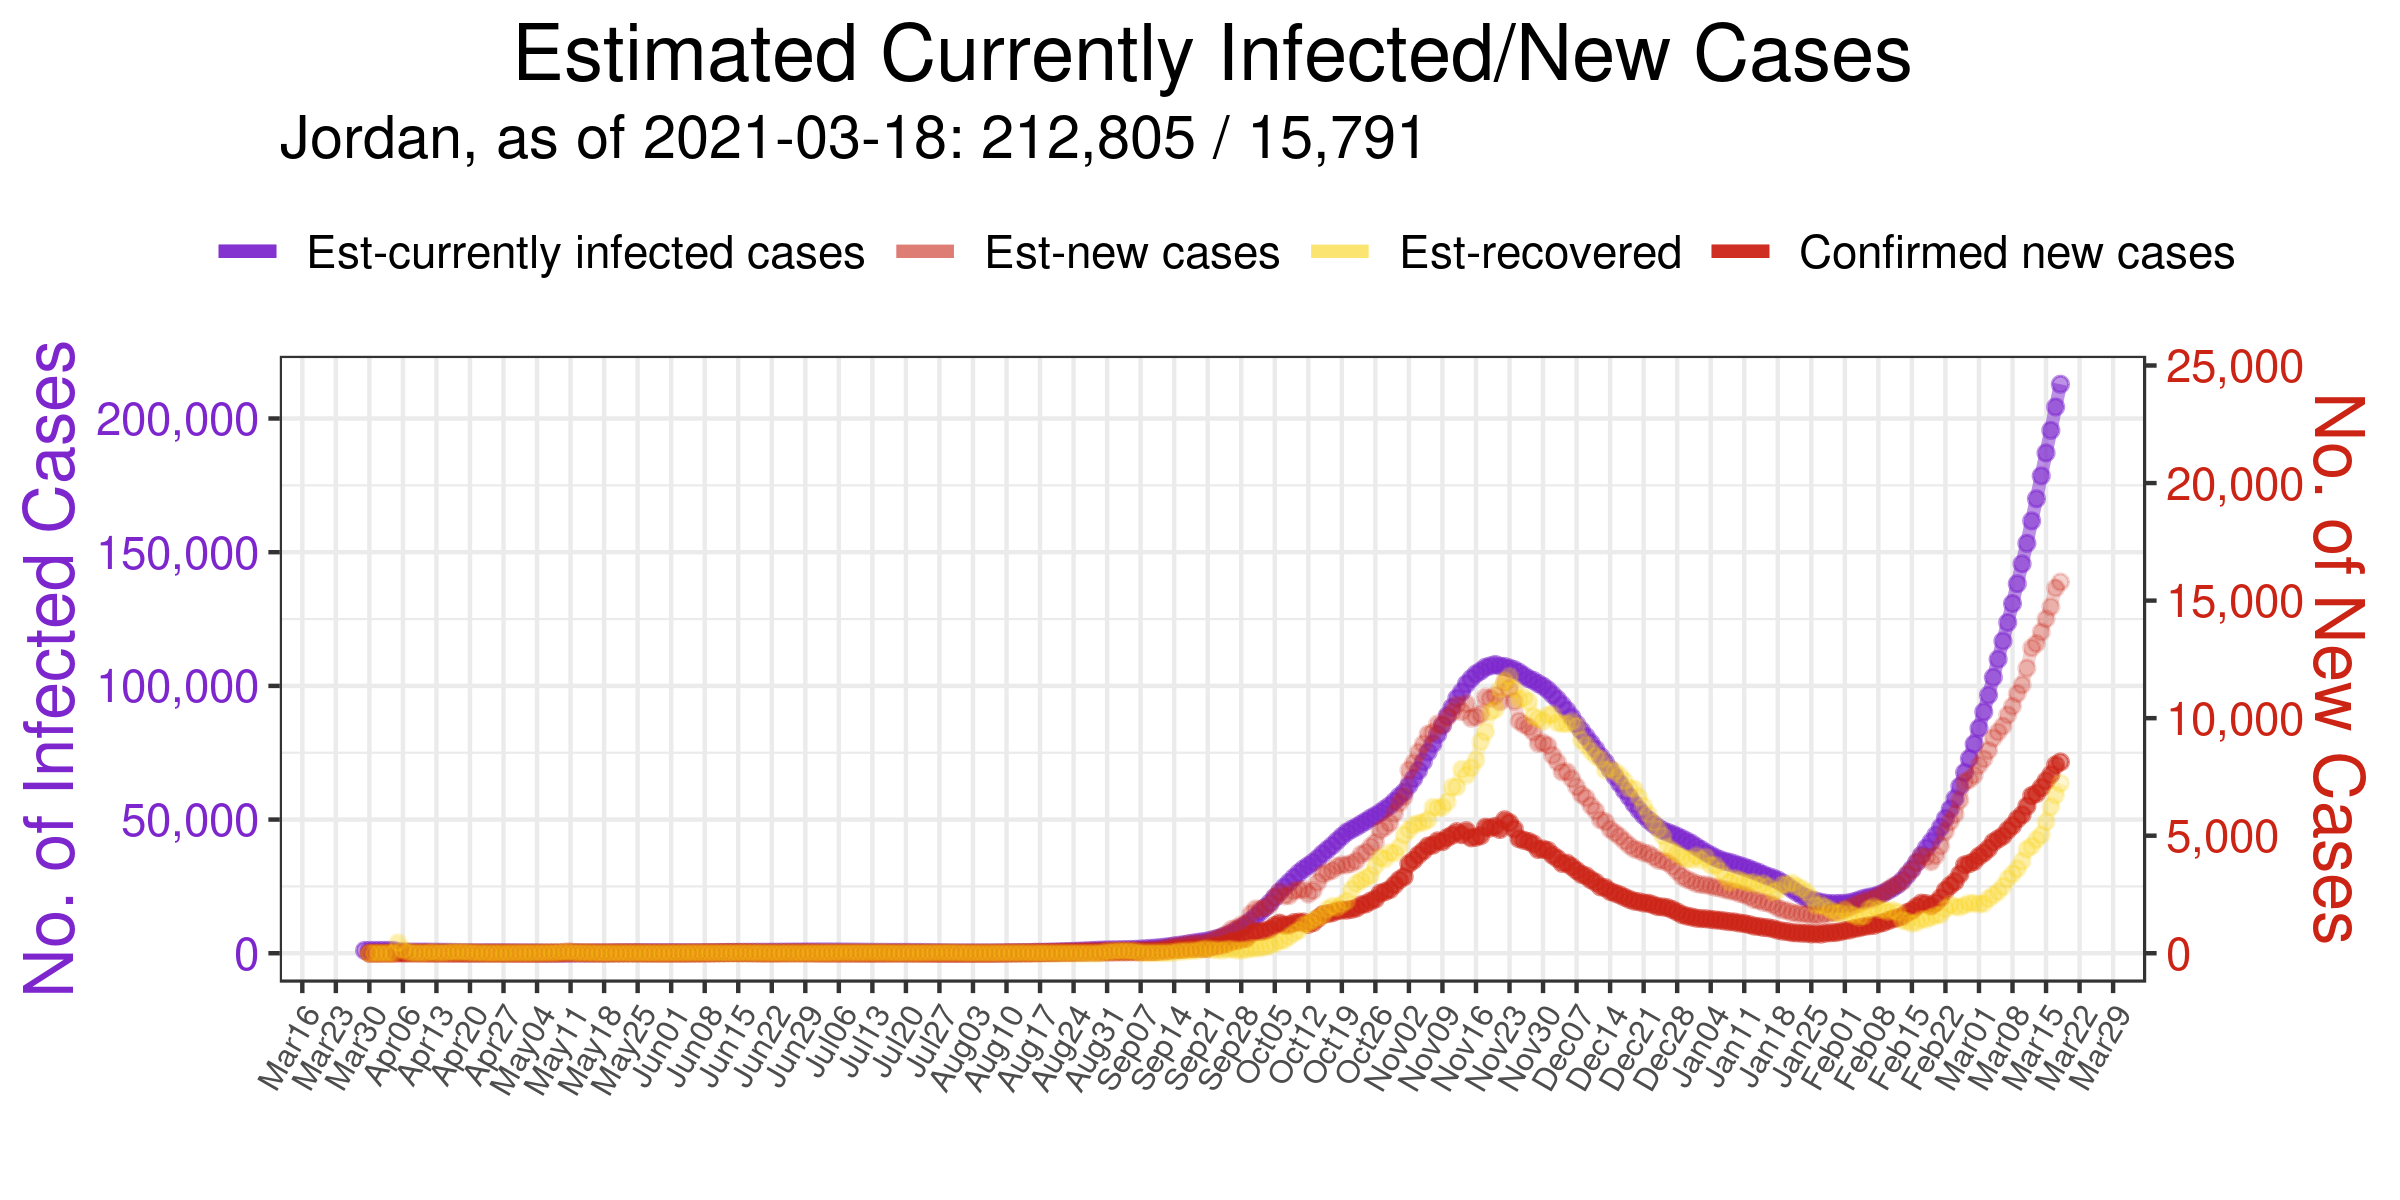 Estimated Currently Infected/New Cases
Jordan, as of 2021-03-18: 212,805 / 15,791
Est-currently infected cases Est-new cases Est-recovered Confirmed new cases
No. of Infected Cases
200,000
150,000
100,000
50,000
0
25,000
20,000
15,000
10,000
5,000
0
No. of New Cases
Mar16 Mar23 Mar30 Apr06 Apr13 Apr20 Apr27 May04 May11 May18 May25 Jun01 Jun08 Jun15 Jun22 Jun29 Jul06 Jul13 Jul20 Jul27 Aug03 Aug10 Aug17 Aug24 Aug31 Sep07 Sep14 Sep21 Sep28 Oct05 Oct12 Oct19 Oct26 Nov02 Nov09 Nov16 Nov23 Nov30 Dec07 Dec14 Dec21 Dec28 Jan04 Jan11 Jan18 Jan25 Feb01 Feb08 Feb15 Feb22 Mar01 Mar08 Mar15 Mar22 Mar29